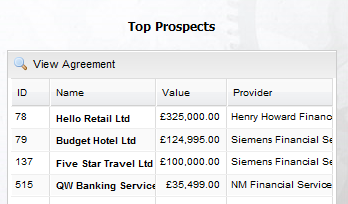 Top Prospects
View Agreement
ID Name Value Provider
78 Hello Retail Ltd £325,000.00 Henry Howard Financ
79 Budget Hotel Ltd £124,995.00 Siemens Financial Se
137 Five Star Travel Ltd £100,000.00 Siemens Financial Se
515 QW Banking Service £35,499.00 NM Financial Service